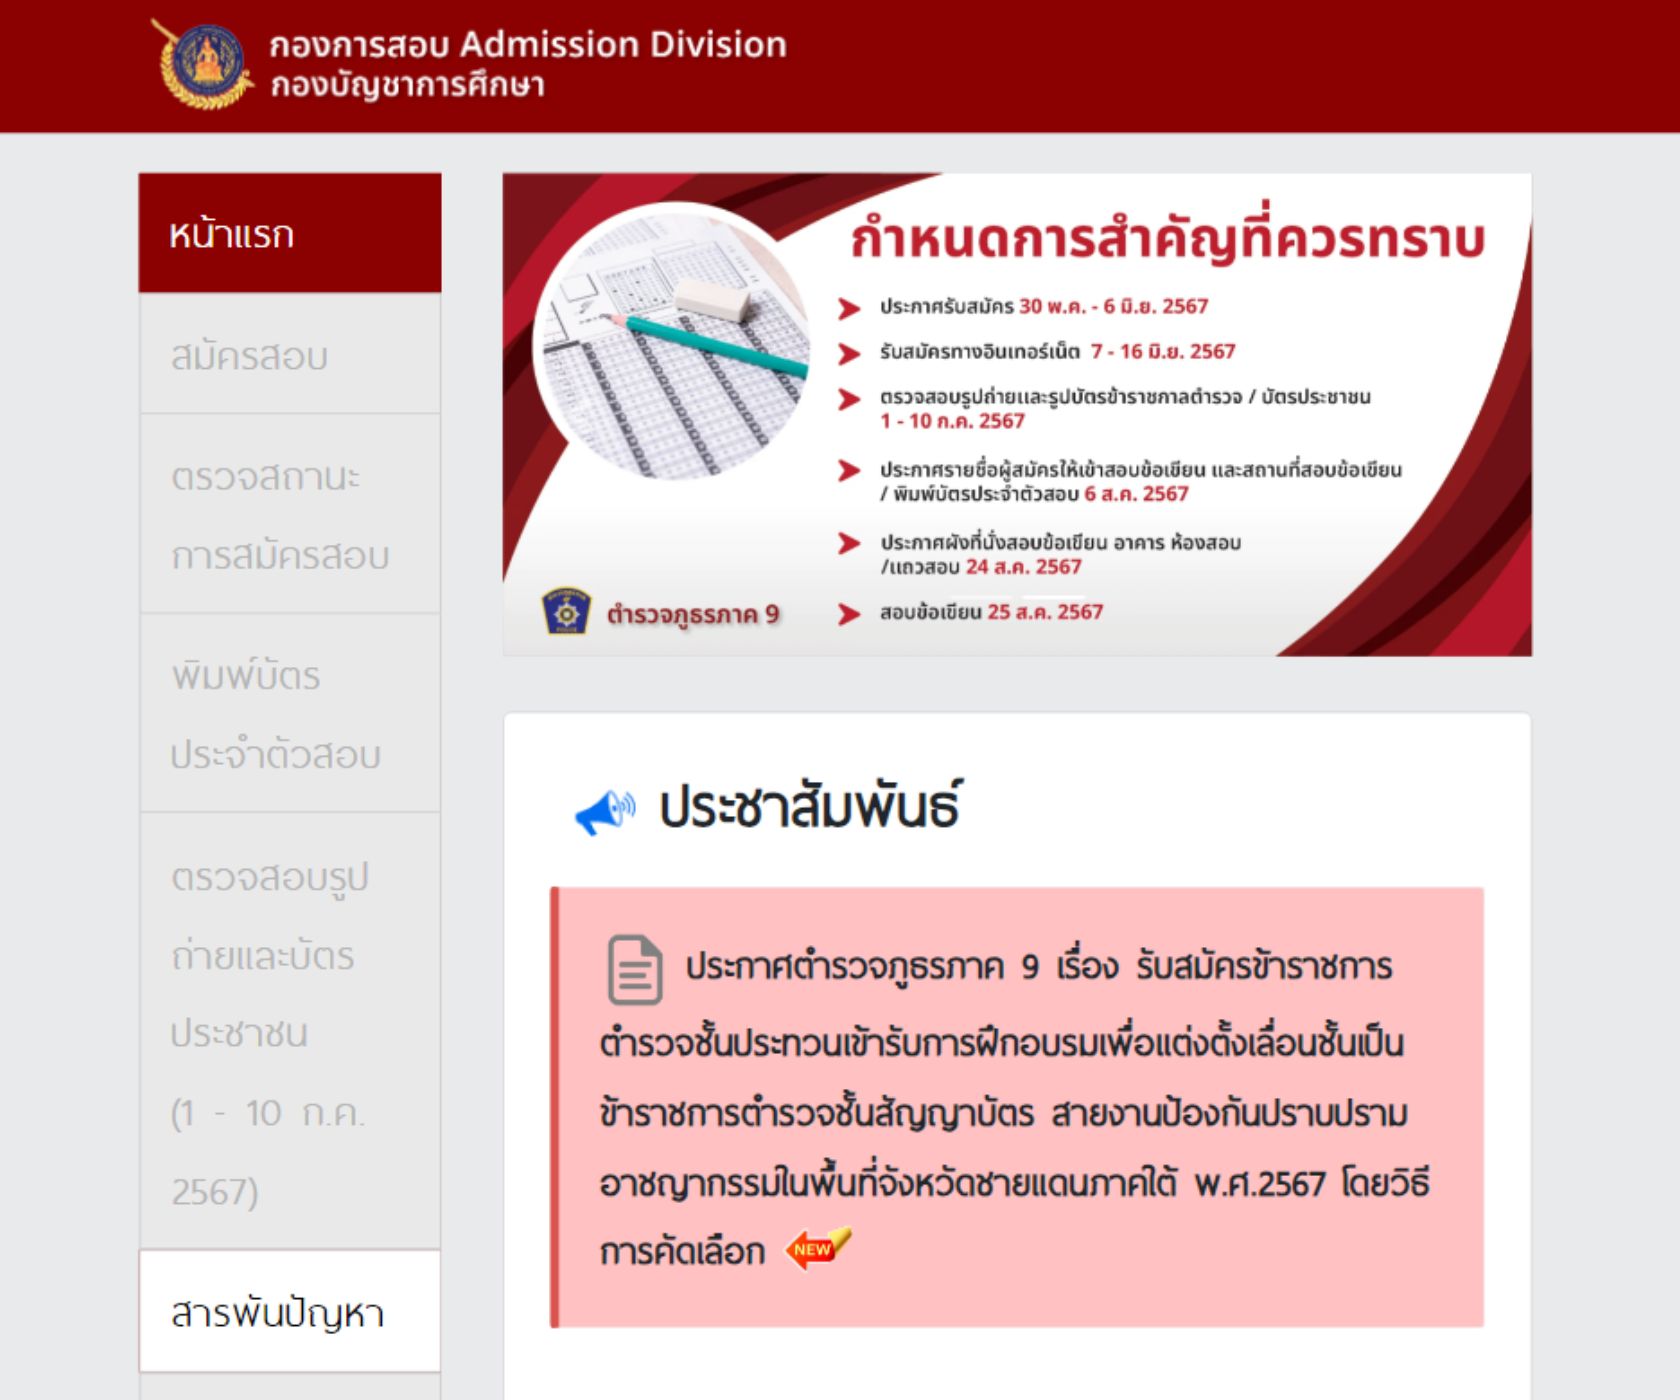 กองการสอบ Admission Division
กองบัญชาการศึกษา
หน้าแรก
สมัครสอบ
ตรวจสถานะ
การสมัครสอบ
พิมพ์บัตร
ประจำตัวสอบ
ตรวจสอบรูป
ถ่ายและบัตร
ประชาชน
(1 - 10 ก.ค.
2567)
สารพันปัญหา
กำหนดการสำคัญที่ควรทราบ
ประกาศรับสมัคร 30 พ.ค. - 6 มิ.ย. 2567
รับสมัครทางอินเทอร์เน็ต 7 - 16 มิ.ย. 2567
ตรวจสอบรูปถ่ายและรูปบัตรข้าราชกาลตำรวจ / บัตรประชาชน
1 - 10 ก.ค. 2567
ประกาศรายชื่อผู้สมัครให้เข้าสอบข้อเขียน และสถานที่สอบข้อเขียน
/ พิมพ์บัตรประจำตัวสอบ 6 ส.ค. 2567
ประกาศผังที่นั่งสอบข้อเขียน อาคาร ห้องสอบ
/แถวสอบ 24 ส.ค. 2567
สอบข้อเขียน 25 ส.ค. 2567
ตำรวจภูธรภาค 9
ประชาสัมพันธ์
ประกาศตำรวจภูธรภาค 9 เรื่อง รับสมัครข้าราชการ
ตำรวจชั้นประทวนเข้ารับการฝึกอบรมเพื่อแต่งตั้งเลื่อนชั้นเป็น
ข้าราชการตำรวจชั้นสัญญาบัตร สายงานป้องกันปราบปราม
อาชญากรรมในพื้นที่จังหวัดชายแดนภาคใต้ พ.ศ.2567 โดยวิธี
การคัดเลือก NEW